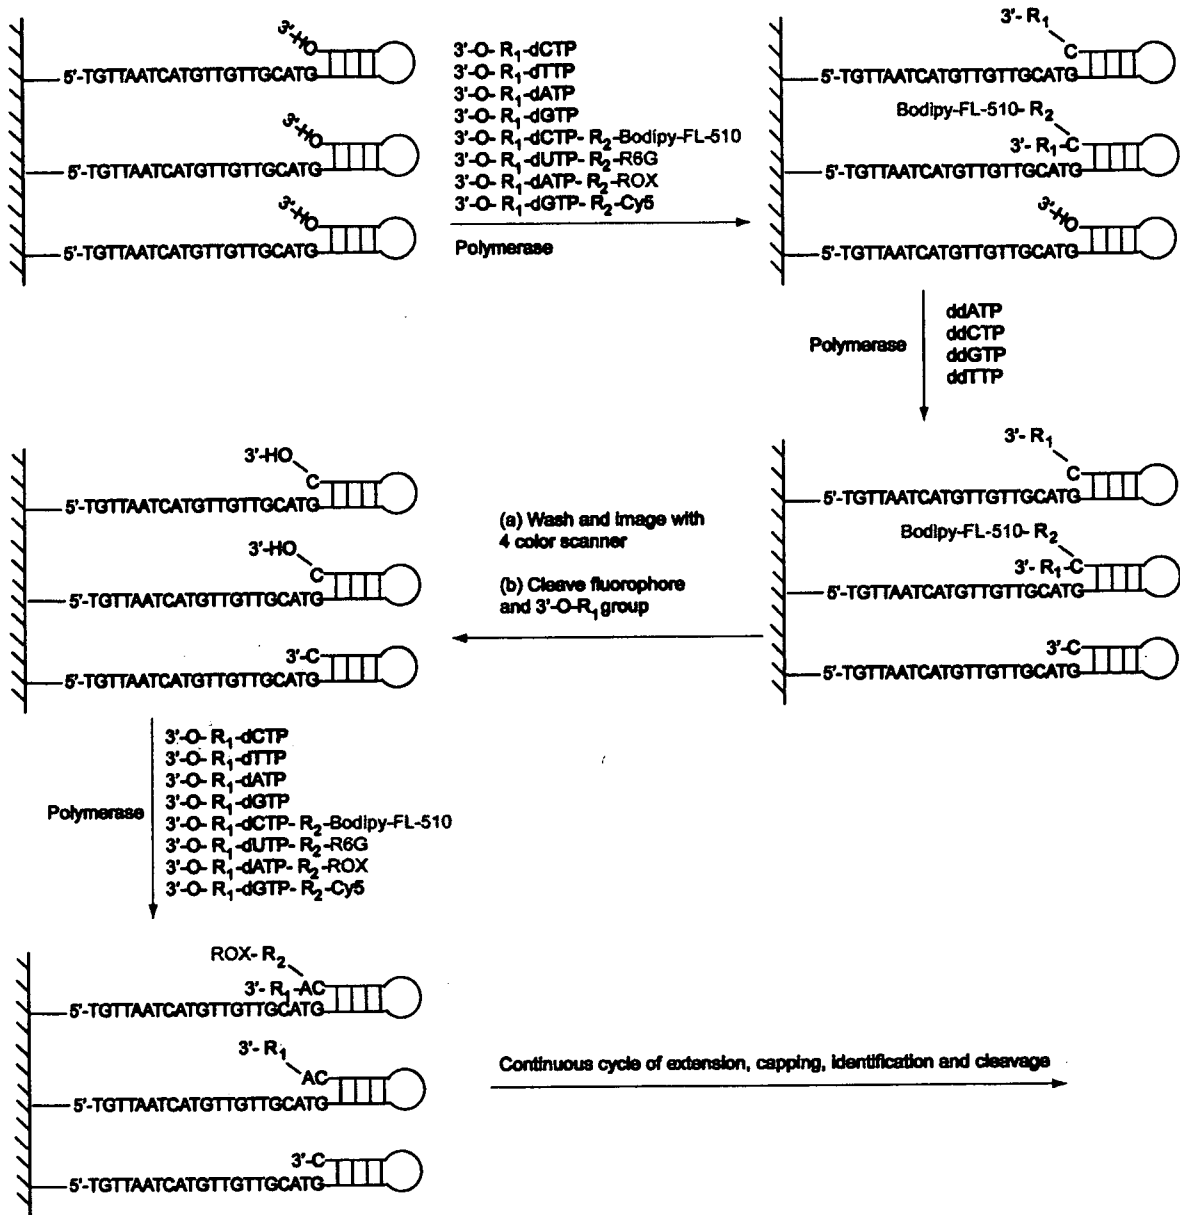 3'-HO
5'-TGTTAATCATGTTGTTGCATG
3'-HO
5'-TGTTAATCATGTTGTTGCATG
3'-HO
5'-TGTTAATCATGTTGTTGCATG
3'-O- R1-dCTP
3'-O- R1-dTTP
3'-O- R1-dATP
3'-O- R1-dGTP
3'-O- R1-dCTP- R2-Bodipy-FL-510
3'-O- R1-dUTP- R2-R6G
3'-O- R1-dATP- R2-ROX
3'-O- R1-dGTP- R2-Cy5
Polymerase
3'- R1
C
5'-TGTTAATCATGTTGTTGCATG
Bodipy-FL-510- R2
3'- R1-C
5'-TGTTAATCATGTTGTTGCATG
3'-HO
5'-TGTTAATCATGTTGTTGCATG
Polymerase
ddATP
ddCTP
ddGTP
ddTTP
3'- R1
C
5'-TGTTAATCATGTTGTTGCATG
Bodipy-FL-510- R2
3'- R1-C
5'-TGTTAATCATGTTGTTGCATG
3'-C
5'-TGTTAATCATGTTGTTGCATG
(a) Wash and image with
4 color scanner
(b) Cleave fluorophore
and 3'-O-R1 group
3'-HO
C
5'-TGTTAATCATGTTGTTGCATG
3'-HO
C
5'-TGTTAATCATGTTGTTGCATG
3'-C
5'-TGTTAATCATGTTGTTGCATG
Polymerase
3'-O- R1-dCTP
3'-O- R1-dTTP
3'-O- R1-dATP
3'-O- R1-dGTP
3'-O- R1-dCTP- R2-Bodipy-FL-510
3'-O- R1-dUTP- R2-R6G
3'-O- R1-dATP- R2-ROX
3'-O- R1-dGTP- R2-Cy5
ROX- R2
3'- R1-AC
5'-TGTTAATCATGTTGTTGCATG
3'- R1
AC
5'-TGTTAATCATGTTGTTGCATG
3'-C
5'-TGTTAATCATGTTGTTGCATG
Continuous cycle of extension, capping, identification and cleavage